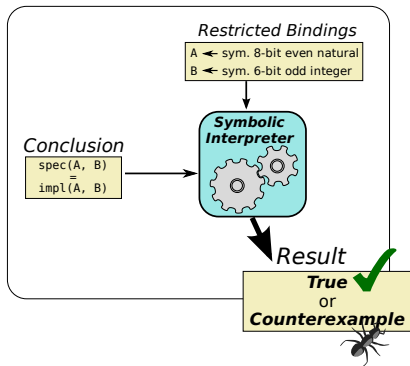 Restricted Bindings
A ← sym. 8-bit even natural
B ← sym. 6-bit odd integer
Symbolic
Interpreter
Conclusion
spec(A, B)
=
impl(A, B)
Result
True
or
Counterexample